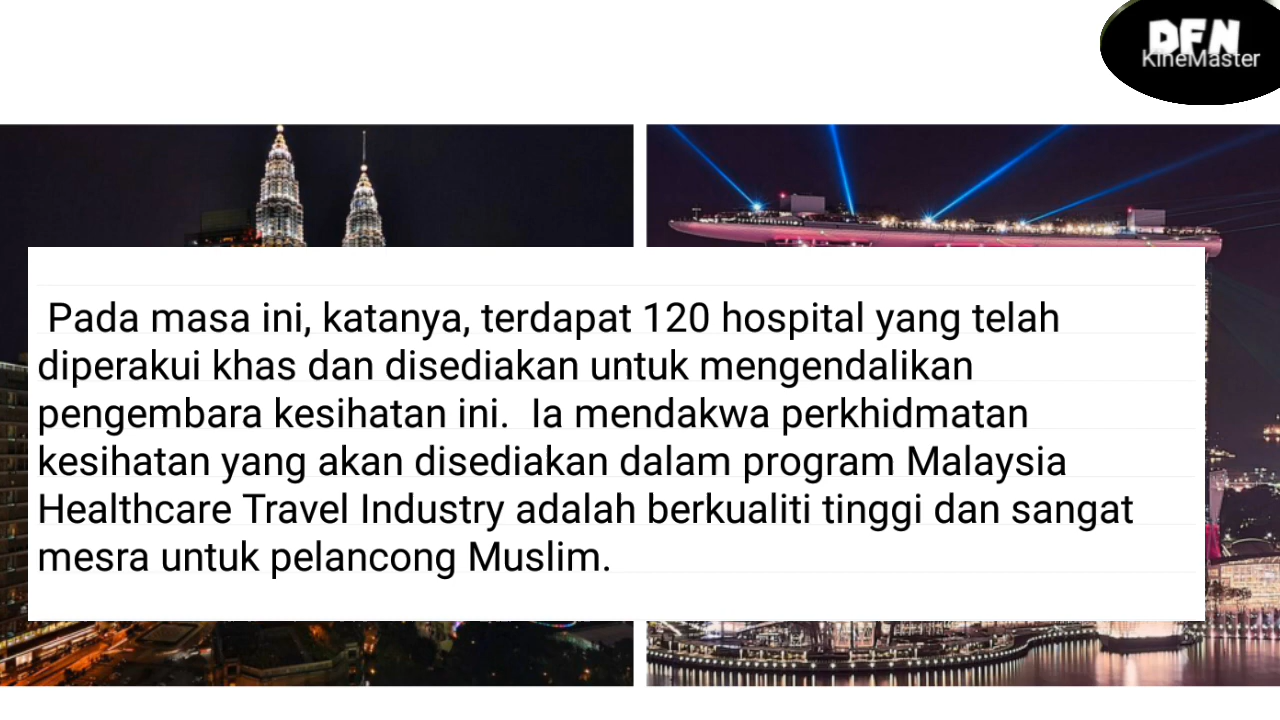 DFN
KineMaster
Pada masa ini, katanya, terdapat 120 hospital yang telah
diperakui khas dan disediakan untuk mengendalikan
pengembara kesihatan ini.  Ia mendakwa perkhidmatan
kesihatan yang akan disediakan dalam program Malaysia
Healthcare Travel Industry adalah berkualiti tinggi dan sangat
mesra untuk pelancong Muslim.